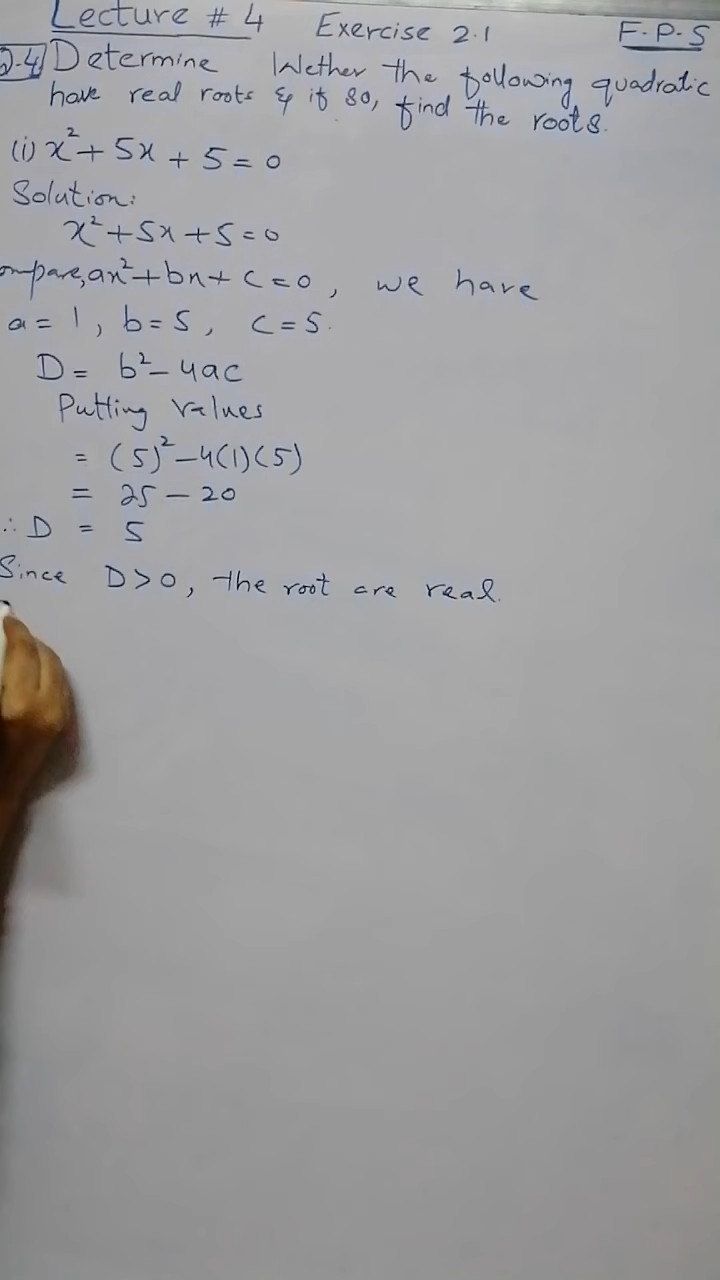 Lecture # 4 Exercise 2.1 F.P.S
Q.4 Determine Wether the following quadratic
have real roots & if so, find the roots.
(i) x² + 5x + 5 = 0
Solution:
x² + 5x + 5 = 0
ompare, ax² + bx + c = 0, we have
a = 1, b = 5, c = 5.
D = b² - 4ac
Putting values
= (5)² - 4(1)(5)
= 25 - 20
∴ D = 5
Since D > 0, the root are real.